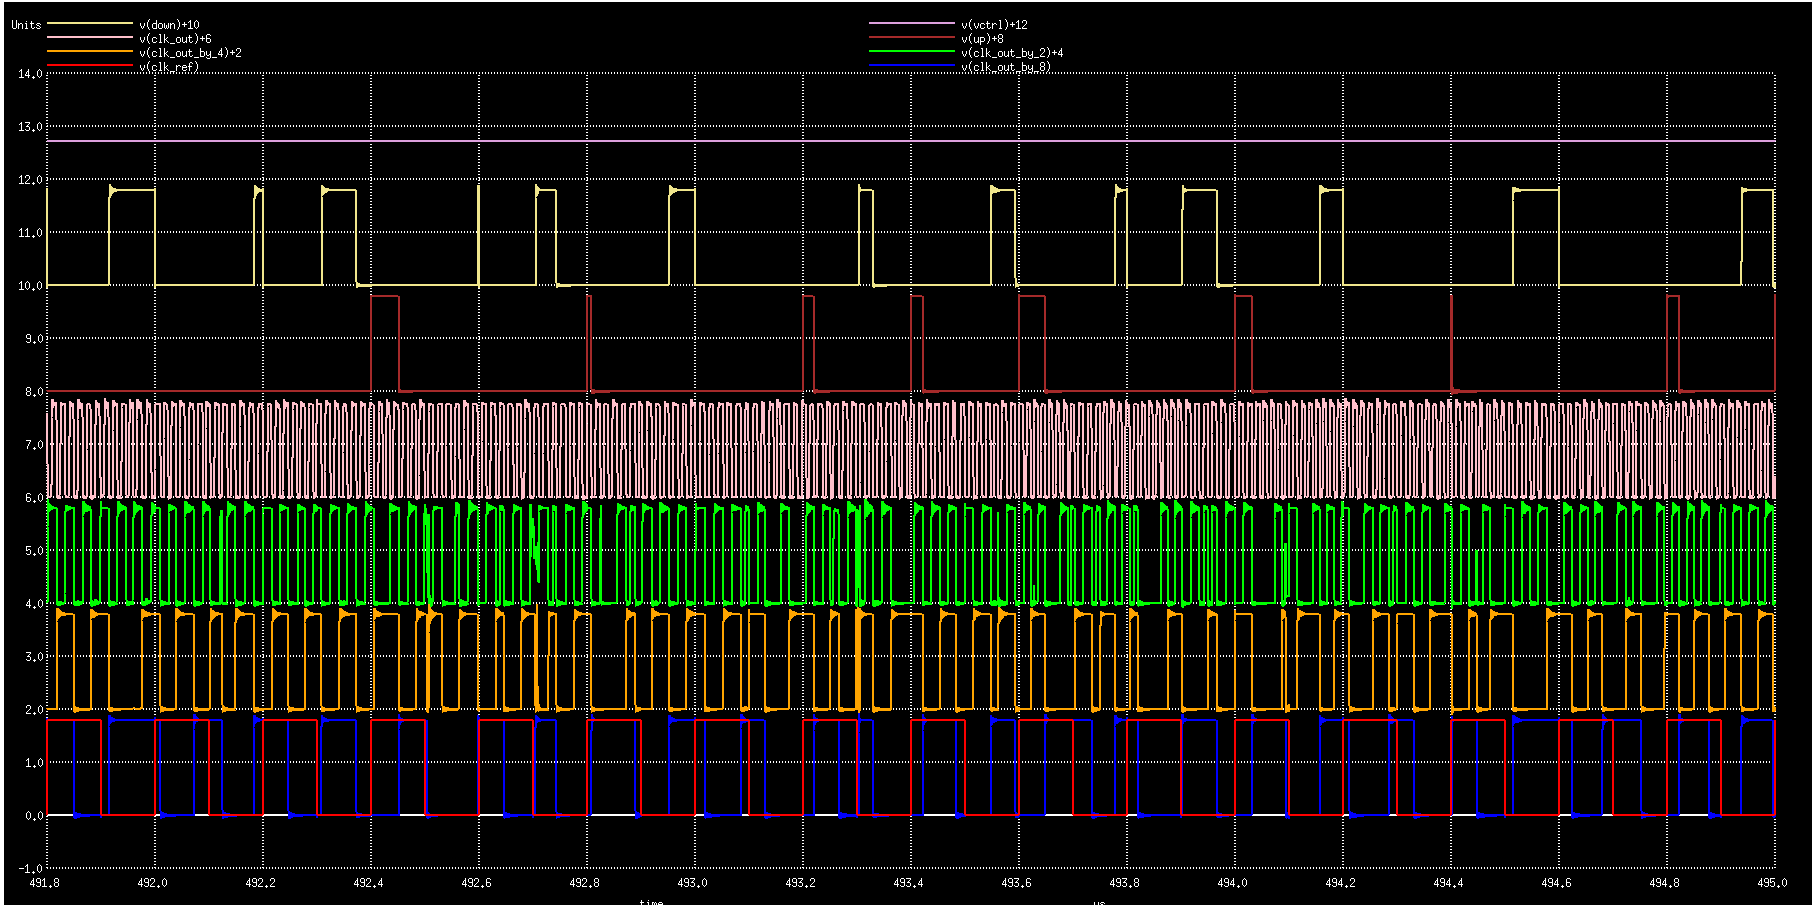 Units v(down)+10 v(vctrl)+12
v(clk_out)+6 v(up)+8
v(clk_out_by_4)+2 v(clk_out_by_2)+4
v(clk_ref) v(clk_out_by_8)
14.0
13.0
12.0
11.0
10.0
9.0
8.0
7.0
6.0
5.0
4.0
3.0
2.0
1.0
0.0
-1.0
491.8 492.0 492.2 492.4 492.6 492.8 493.0 493.2 493.4 493.6 493.8 494.0 494.2 494.4 494.6 494.8 495.0
time us